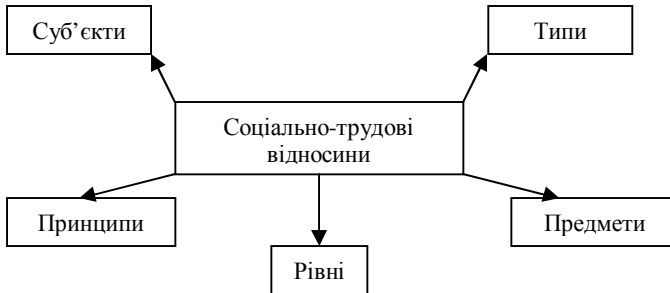 Суб’єкти
Типи
Соціально-трудові
відносини
Принципи
Предмети
Рівні